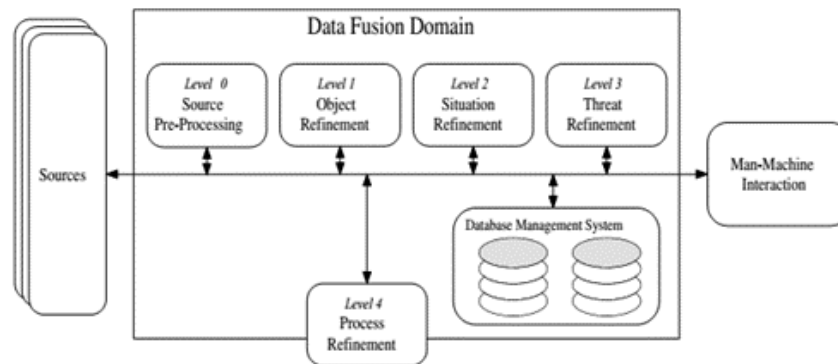 Data Fusion Domain
Level 0
Source
Pre-Processing
Level 1
Object
Refinement
Level 2
Situation
Refinement
Level 3
Threat
Refinement
Sources
Man-Machine
Interaction
Database Management System
Level 4
Process
Refinement